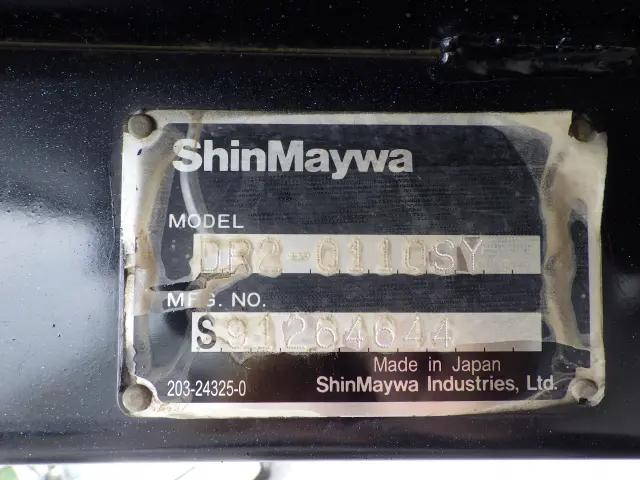 ShinMaywa
MODEL
DR2-0110SY
MFG. NO.
S91264644
Made in Japan
203-24325-0
ShinMaywa Industries, Ltd.